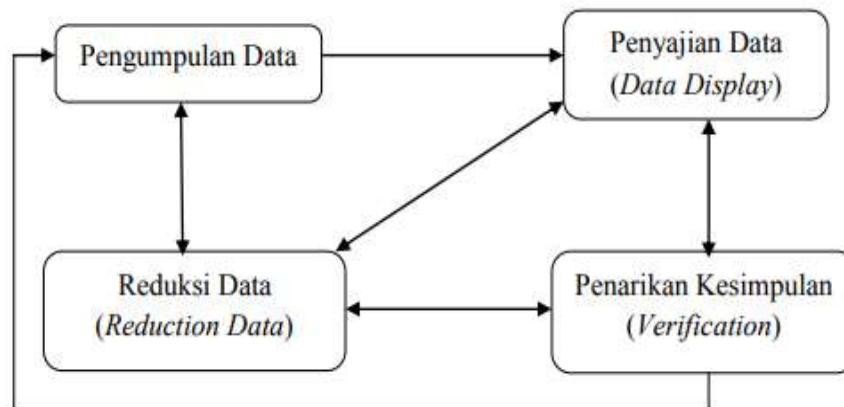 Pengumpulan Data
Penyajian Data
(Data Display)
Reduksi Data
(Reduction Data)
Penarikan Kesimpulan
(Verification)